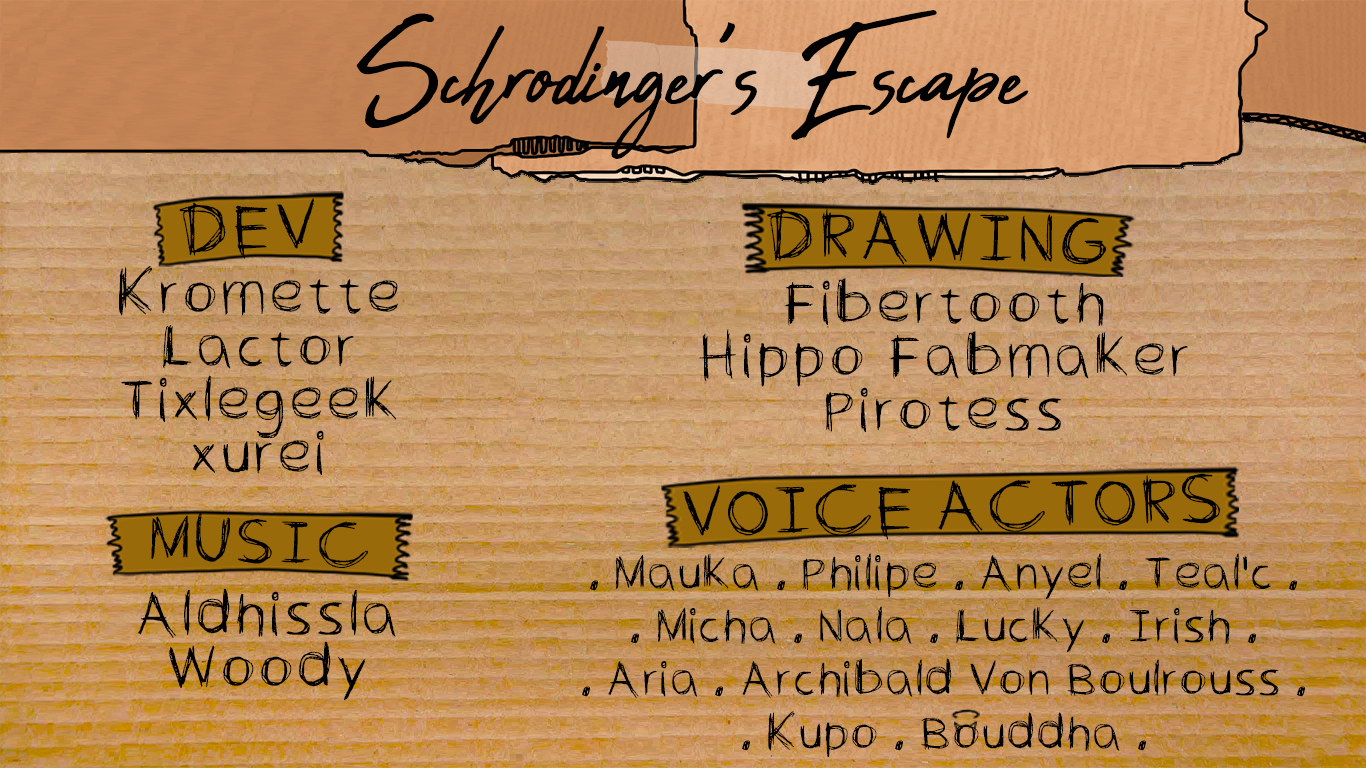 Schrodinger's Escape
DEV
Kromette
Lactor
Tixlegeek
xurei
MUSIC
Aldhissla
Woody
DRAWING
Fibertooth
Hippo Fabmaker
Pirotess
VOICE ACTORS
. Mauka . Philipe . Anyel . Teal'c .
. Micha . Nala . Lucky . Irish .
. Aria . Archibald Von Boulrouss .
. Kupo . Bouddha .